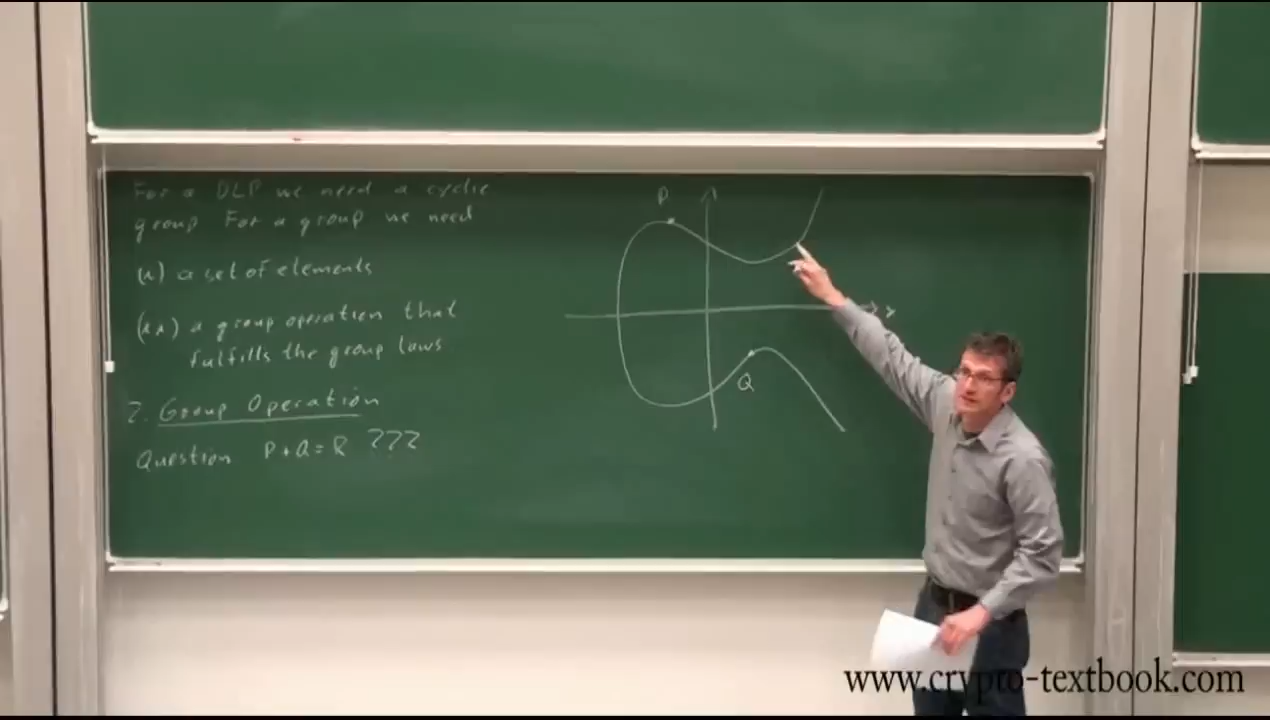 For a DLP we need a cyclic
group For a group we need
(i) a set of elements
(ii) a group operation that
fulfills the group laws
2. Group Operation
Question P+Q=R ???
P
x
Q
www.crypto-textbook.com